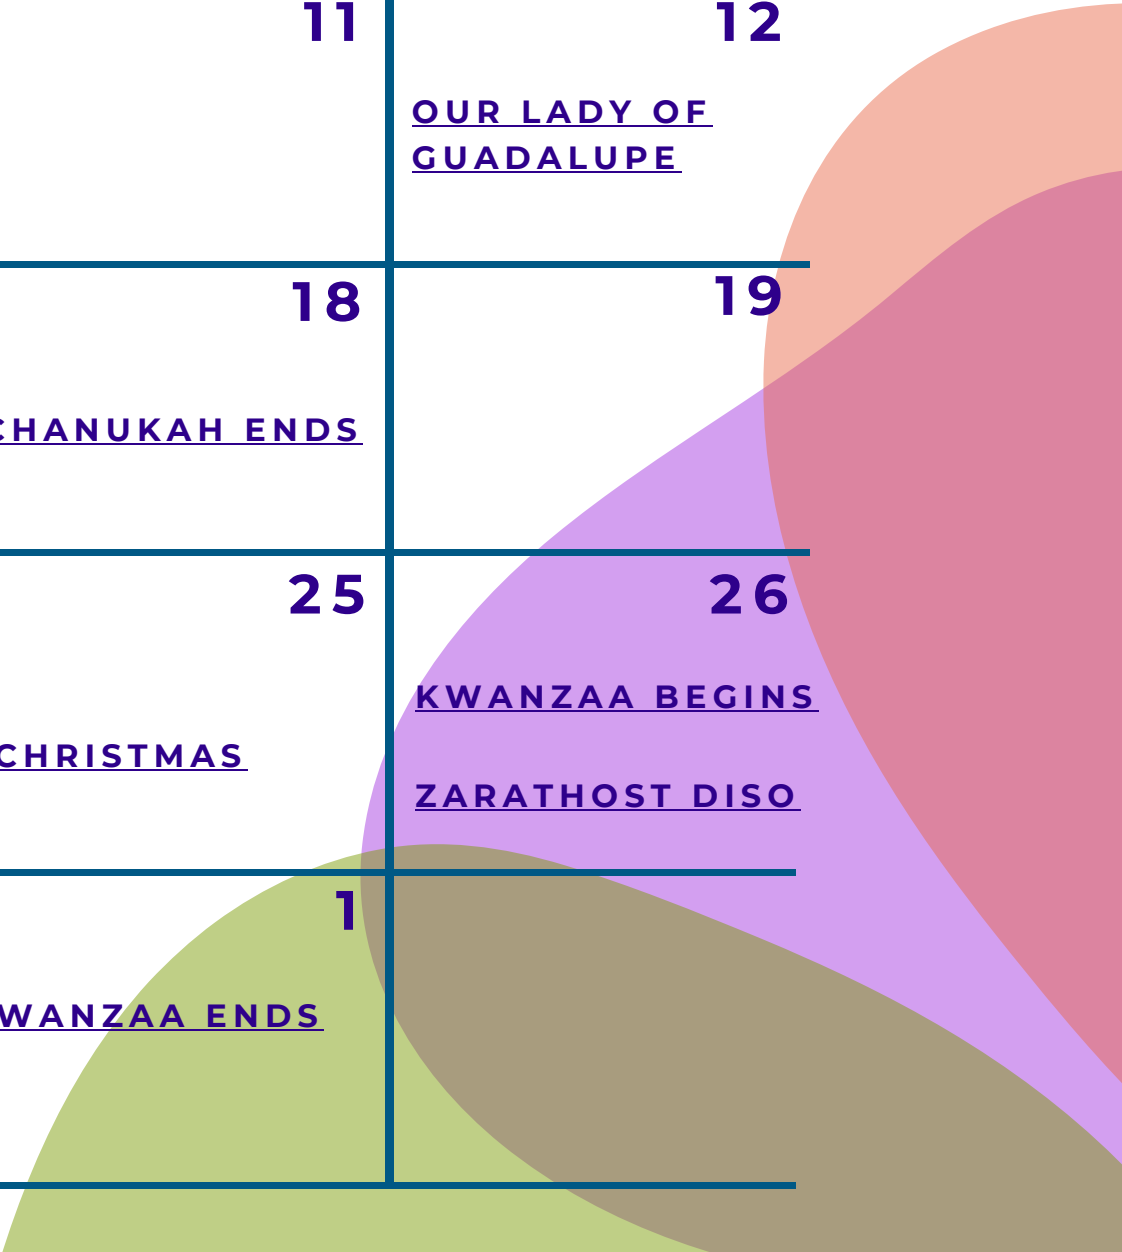 11
12
OUR LADY OF
GUADALUPE
18
19
CHANUKAH ENDS
25
26
KWANZAA BEGINS
CHRISTMAS
ZARATHOST DISO
1
WANZAA ENDS